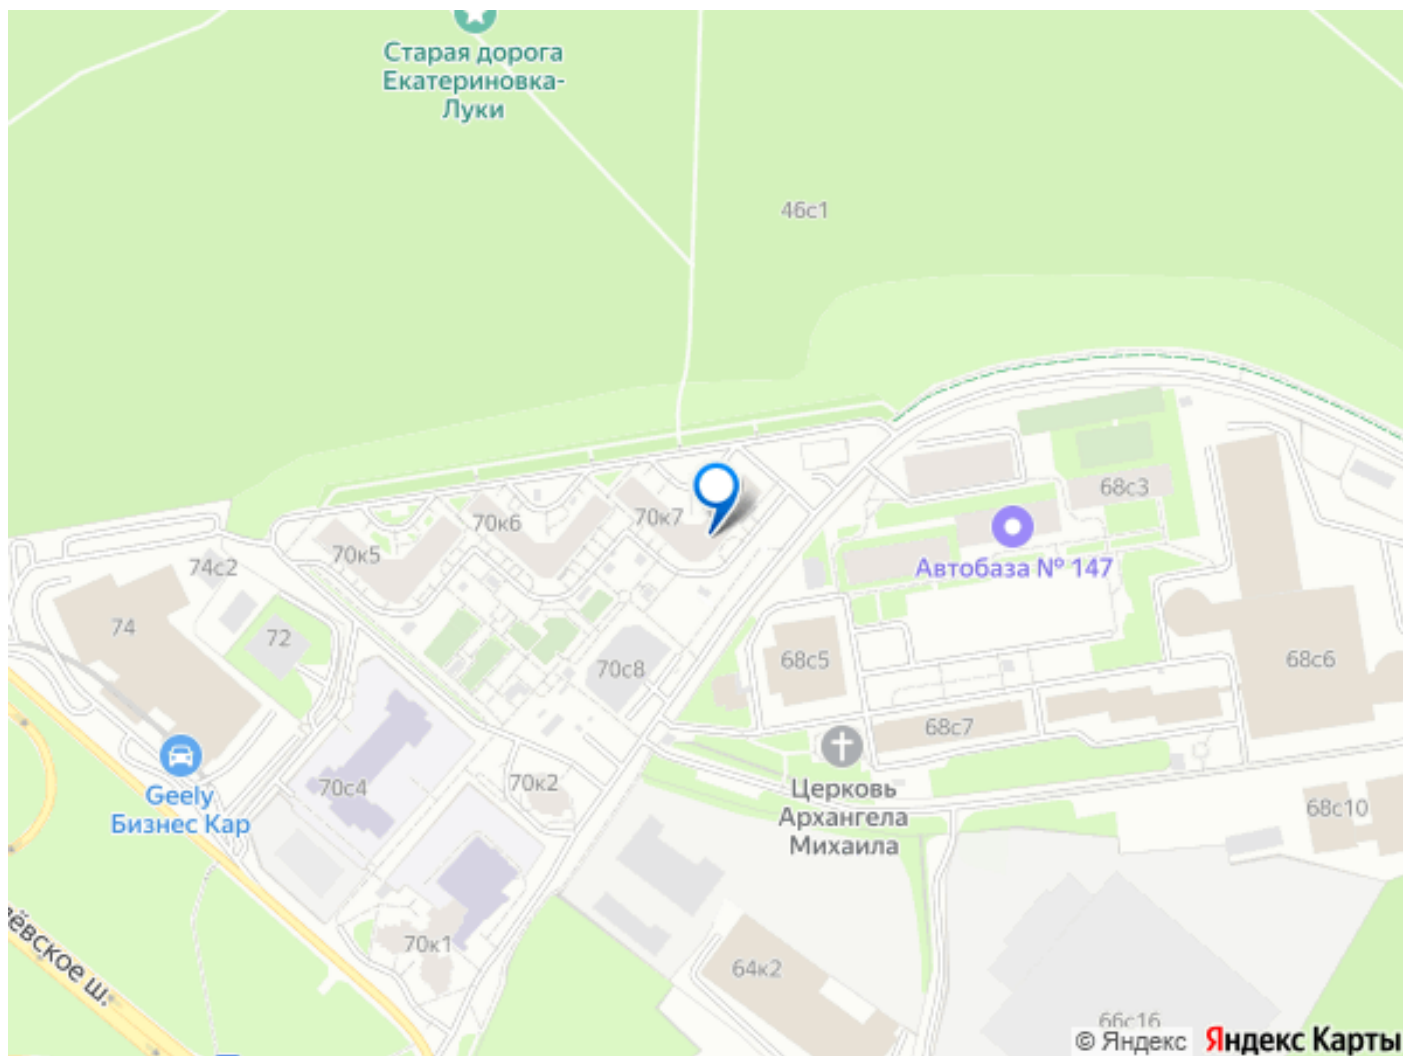 Старая дорога
Екатериновка-
Луки
46с1
68с3
70к7
70к6
70к5
Автобаза № 147
74с2
74
72
70с8
68с5
68с6
68с7
70с4
70к2
Geely
Бизнес Кар
Церковь
Архангела
Михаила
68с10
70к1
64к2
66с16
ёвское ш.
© Яндекс Яндекс Карты